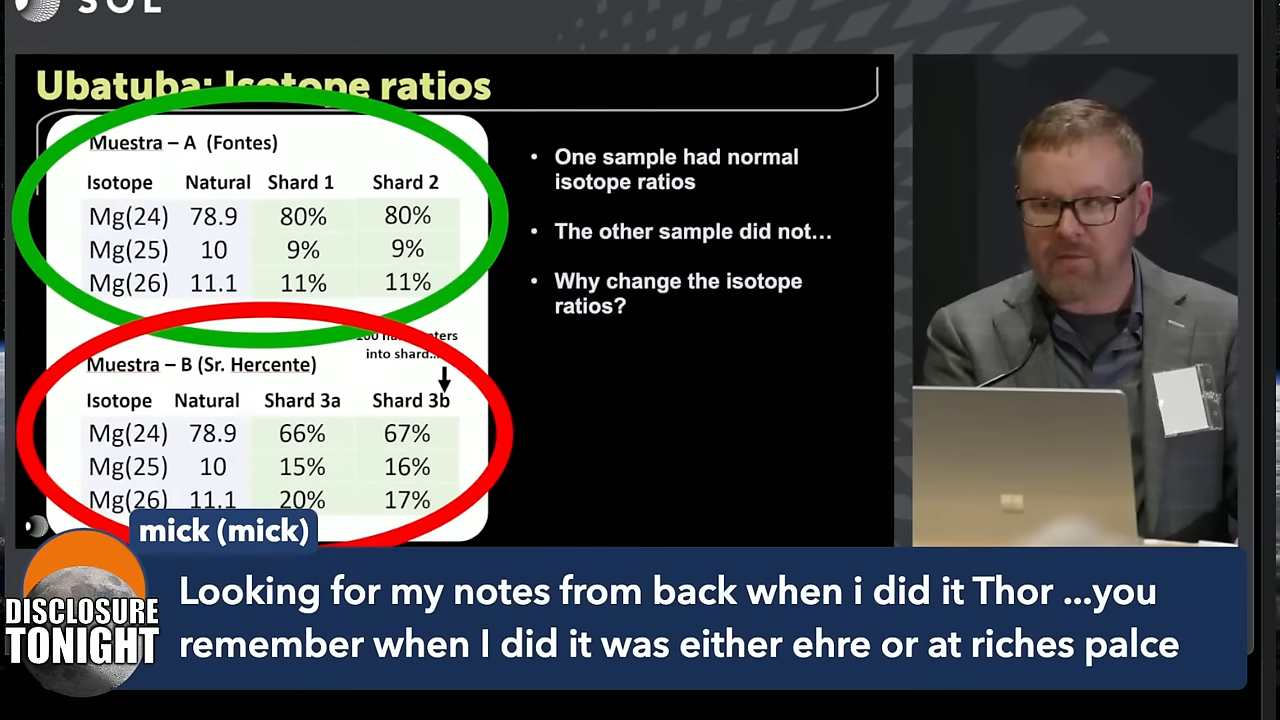 SOL
Ubatuba: Isotope ratios
Muestra – A (Fontes)
Isotope Natural Shard 1 Shard 2
Mg(24) 78.9 80% 80%
Mg(25) 10 9% 9%
Mg(26) 11.1 11% 11%
into shard...
Muestra – B (Sr. Hercente)
Isotope Natural Shard 3a Shard 3b
Mg(24) 78.9 66% 67%
Mg(25) 10 15% 16%
Mg(26) 11.1 20% 17%
• One sample had normal
isotope ratios
• The other sample did not...
• Why change the isotope
ratios?
mick (mick)
Looking for my notes from back when i did it Thor ...you
remember when I did it was either ehre or at riches palce
DISCLOSURE
TONIGHT